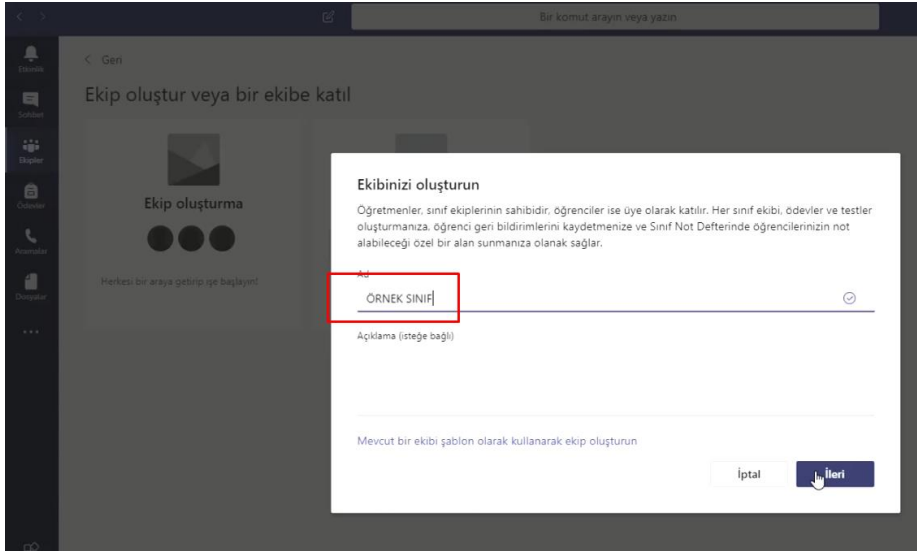 Bir komut arayın veya yazın
Etkinlik
Sohbet
Ekipler
Ödevler
Aramalar
Dosyalar
Geri
Ekip oluştur veya bir ekibe katıl
Ekip oluşturma
Herkesi bir araya getirip işe başlayın!
Ekibinizi oluşturun
Öğretmenler, sınıf ekiplerinin sahibidir, öğrenciler ise üye olarak katılır. Her sınıf ekibi, ödevler ve testler
oluşturmanıza, öğrenci geri bildirimlerini kaydetmenize ve Sınıf Not Defterinde öğrencilerinizin not
alabileceği özel bir alan sunmanıza olanak sağlar.
Ad
ÖRNEK SINIF
Açıklama (isteğe bağlı)
Mevcut bir ekibi şablon olarak kullanarak ekip oluşturun
İptal
İleri